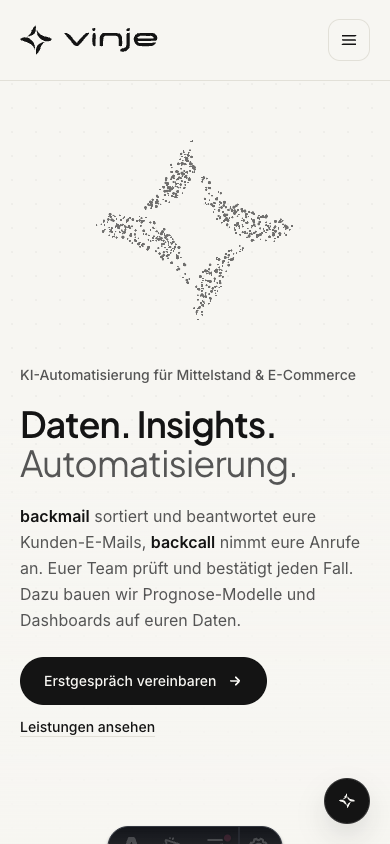 vinje
KI-Automatisierung für Mittelstand & E-Commerce
Daten. Insights.
Automatisierung.
backmail sortiert und beantwortet eure
Kunden-E-Mails, backcall nimmt eure Anrufe
an. Euer Team prüft und bestätigt jeden Fall.
Dazu bauen wir Prognose-Modelle und
Dashboards auf euren Daten.
Erstgespräch vereinbaren →
Leistungen ansehen